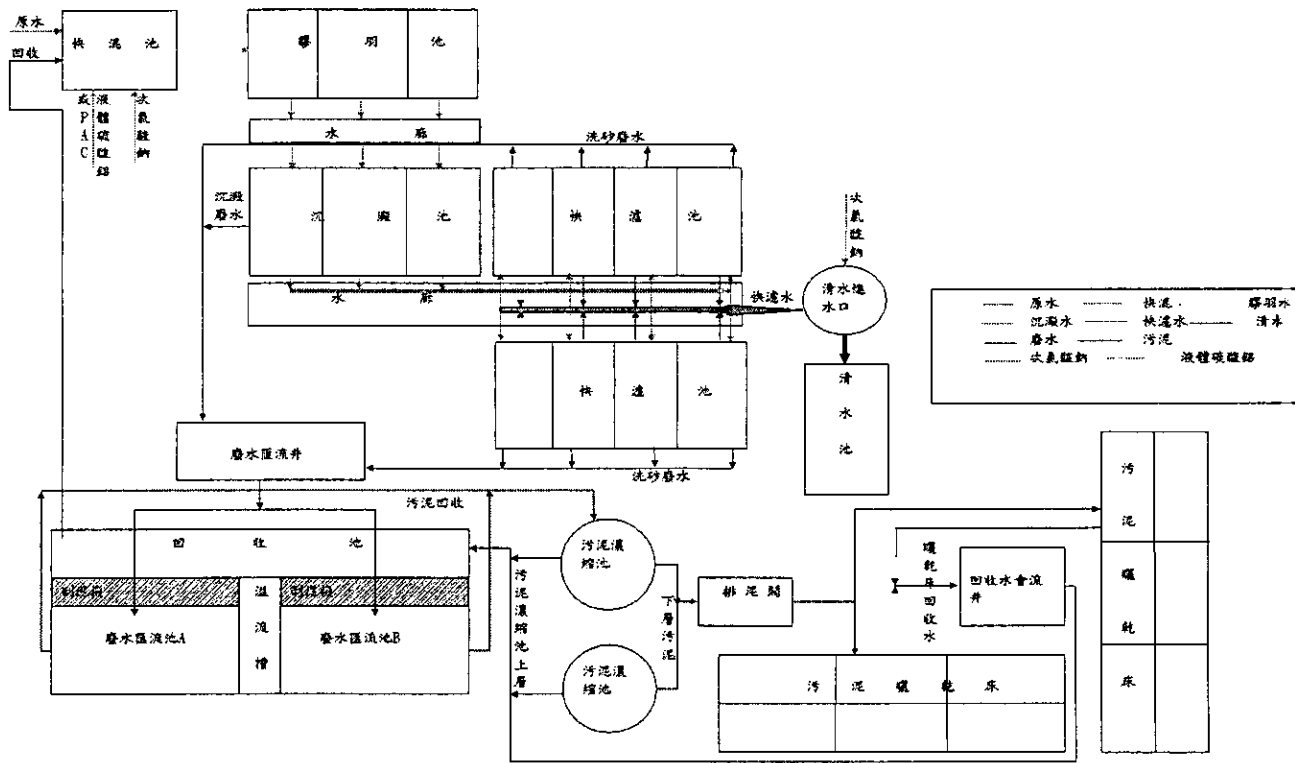 原水
快混池
回收
或PAC
液體硫酸鋁
次氯酸鈉
膠羽池
水廊
洗砂廢水
沉澱廢水
沉澱池
快濾池
次氯酸鈉
水廊
快濾水
清水進水口
快濾池
清水池
原水 快混. 膠羽水
沉澱水 快濾水 清水
廢水 污泥
次氯酸鈉 液體硫酸鋁
廢水匯流井
洗砂廢水
污泥回收
回收池
溢流槽
廢水匯流池A
廢水匯流池B
污泥濃縮池
污泥濃縮池上層
污泥濃縮池
下層污泥
排泥閥
曬乾床回收水
回收水會流井
污泥曬乾床
污泥曬乾床